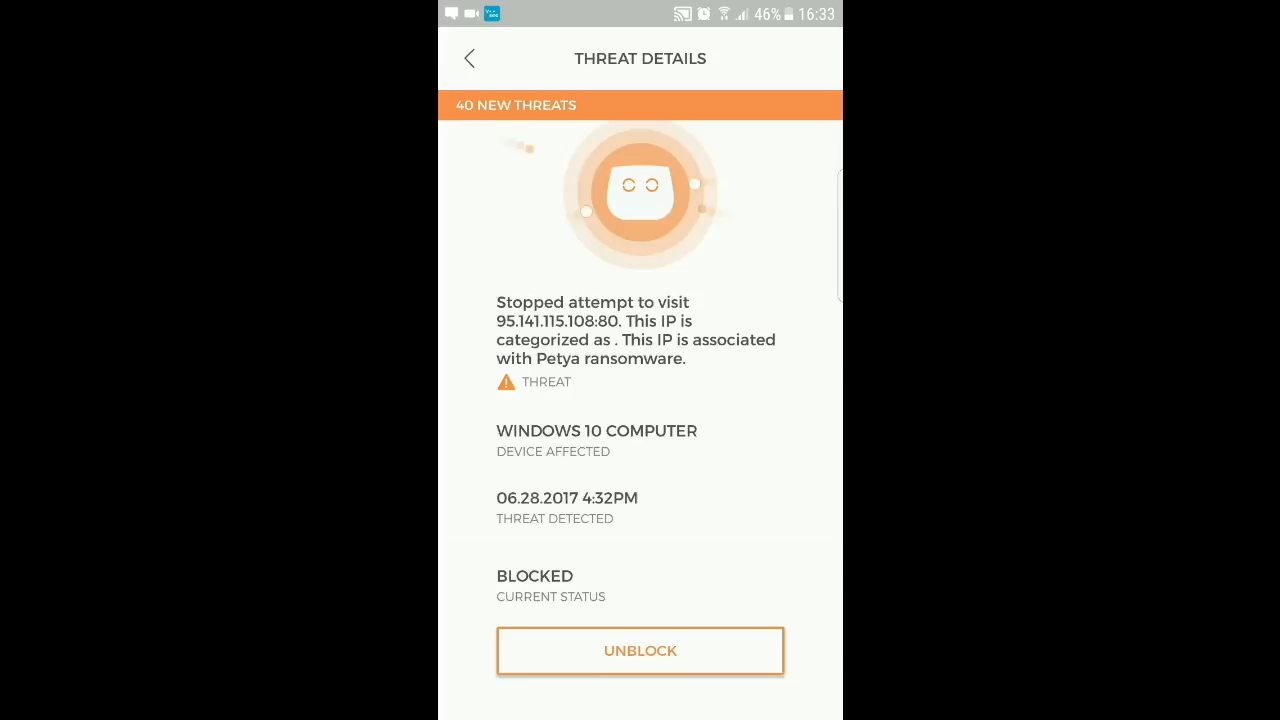 46% 16:33
THREAT DETAILS
40 NEW THREATS
Stopped attempt to visit
95.141.115.108:80. This IP is
categorized as . This IP is associated
with Petya ransomware.
THREAT
WINDOWS 10 COMPUTER
DEVICE AFFECTED
06.28.2017 4:32PM
THREAT DETECTED
BLOCKED
CURRENT STATUS
UNBLOCK